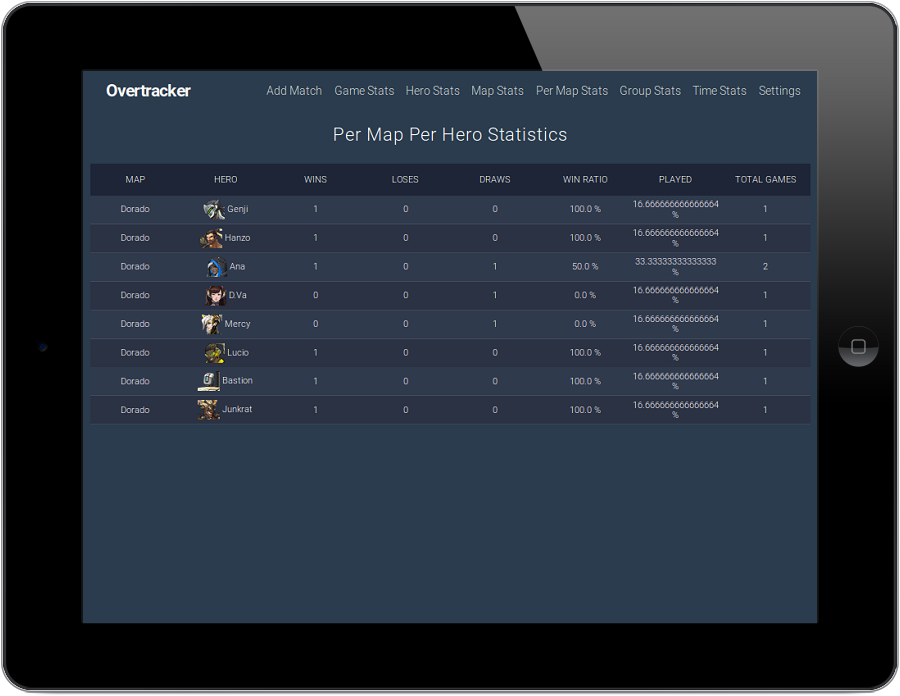 Overtracker Add Match Game Stats Hero Stats Map Stats Per Map Stats Group Stats Time Stats Settings
Per Map Per Hero Statistics
MAP HERO WINS LOSES DRAWS WIN RATIO PLAYED TOTAL GAMES
Dorado Genji 1 0 0 100.0 % 16.666666666666664 % 1
Dorado Hanzo 1 0 0 100.0 % 16.666666666666664 % 1
Dorado Ana 1 0 1 50.0 % 33.33333333333333 % 2
Dorado D.Va 0 0 1 0.0 % 16.666666666666664 % 1
Dorado Mercy 0 0 1 0.0 % 16.666666666666664 % 1
Dorado Lucio 1 0 0 100.0 % 16.666666666666664 % 1
Dorado Bastion 1 0 0 100.0 % 16.666666666666664 % 1
Dorado Junkrat 1 0 0 100.0 % 16.666666666666664 % 1